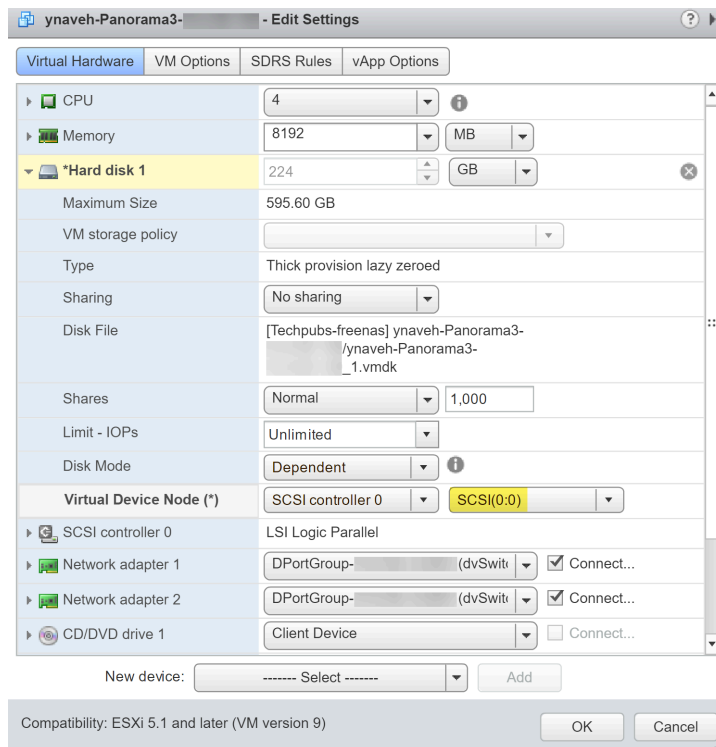 ynaveh-Panorama3- - Edit Settings ?
Virtual Hardware VM Options SDRS Rules vApp Options
CPU 4
Memory 8192 MB
*Hard disk 1 224 GB
Maximum Size 595.60 GB
VM storage policy
Type Thick provision lazy zeroed
Sharing No sharing
Disk File [Techpubs-freenas] ynaveh-Panorama3-
/ynaveh-Panorama3-
_1.vmdk
Shares Normal 1,000
Limit - IOPs Unlimited
Disk Mode Dependent
Virtual Device Node (*) SCSI controller 0 SCSI(0:0)
SCSI controller 0 LSI Logic Parallel
Network adapter 1 DPortGroup- (dvSwit Connect...
Network adapter 2 DPortGroup- (dvSwit Connect...
CD/DVD drive 1 Client Device Connect...
New device: ------- Select ------- Add
Compatibility: ESXi 5.1 and later (VM version 9) OK Cancel